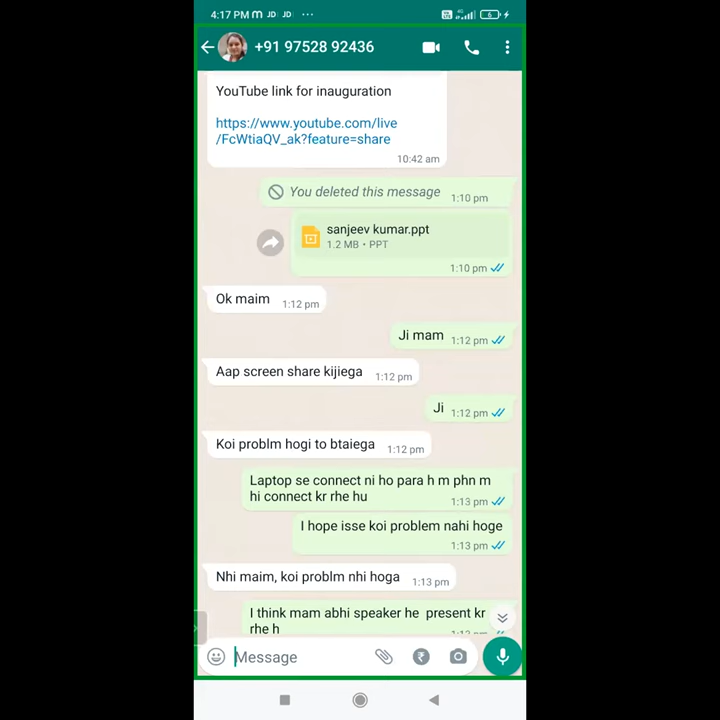 4:17 PM m JD JD ...
6
+91 97528 92436
YouTube link for inauguration
https://www.youtube.com/live
/FcWtiaQV_ak?feature=share
10:42 am
You deleted this message 1:10 pm
sanjeev kumar.ppt
1.2 MB • PPT
1:10 pm
Ok maim 1:12 pm
Ji mam 1:12 pm
Aap screen share kijiega 1:12 pm
Ji 1:12 pm
Koi problm hogi to btaiega 1:12 pm
Laptop se connect ni ho para h m phn m
hi connect kr rhe hu
1:13 pm
I hope isse koi problem nahi hoge
1:13 pm
Nhi maim, koi problm nhi hoga 1:13 pm
I think mam abhi speaker he present kr
rhe h
Message